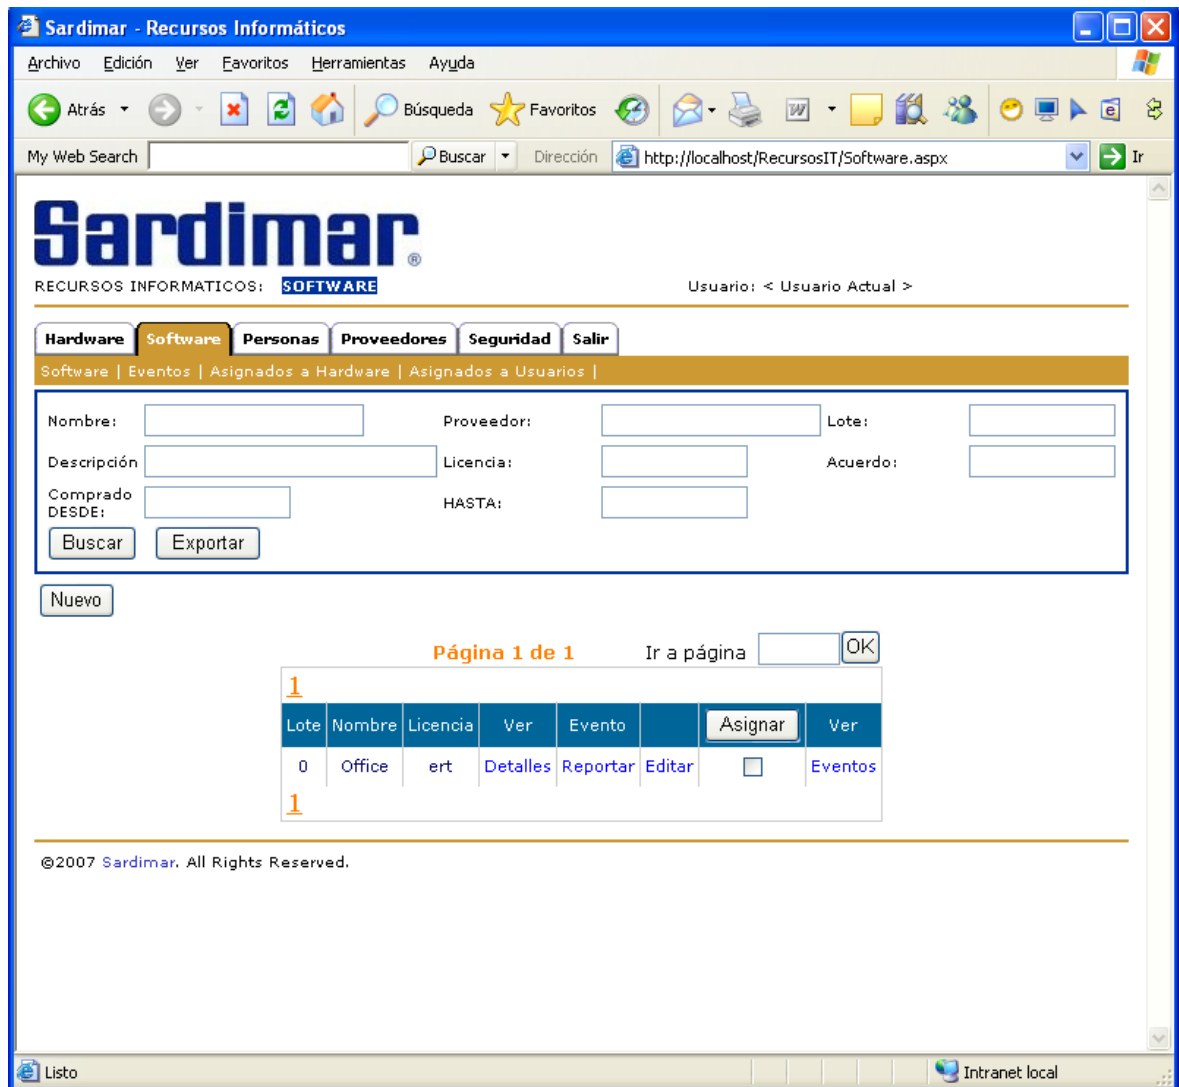 Sardimar - Recursos Informáticos
Archivo Edición Ver Favoritos Herramientas Ayuda
Atrás Búsqueda Favoritos
My Web Search Buscar Dirección http://localhost/RecursosIT/Software.aspx Ir
Sardimar®
RECURSOS INFORMATICOS: SOFTWARE Usuario: < Usuario Actual >
Hardware Software Personas Proveedores Seguridad Salir
Software | Eventos | Asignados a Hardware | Asignados a Usuarios |
Nombre: Proveedor: Lote:
Descripción Licencia: Acuerdo:
Comprado
DESDE: HASTA:
Buscar Exportar
Nuevo
Página 1 de 1 Ir a página OK
1
Lote Nombre Licencia Ver Evento Asignar Ver
0 Office ert Detalles Reportar Editar Eventos
1
©2007 Sardimar. All Rights Reserved.
Listo Intranet local